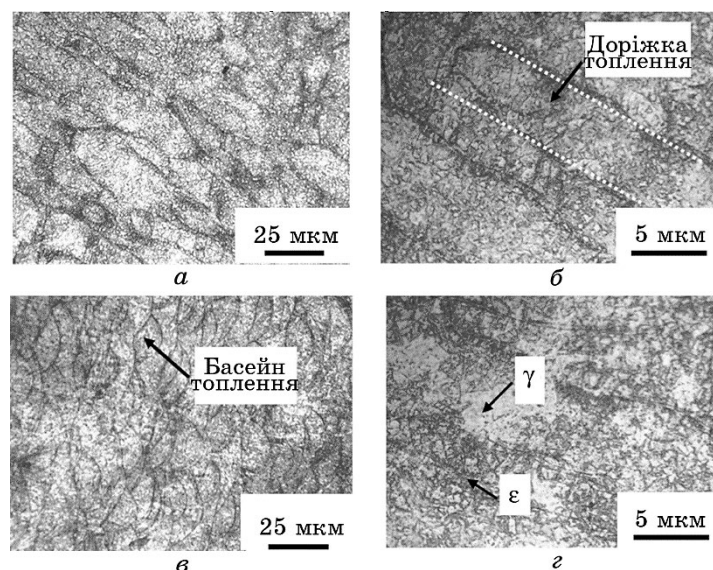 Доріжка
топлення
25 мкм
5 мкм
а
б
Басейн
топлення
γ
ε
25 мкм
5 мкм
в
г